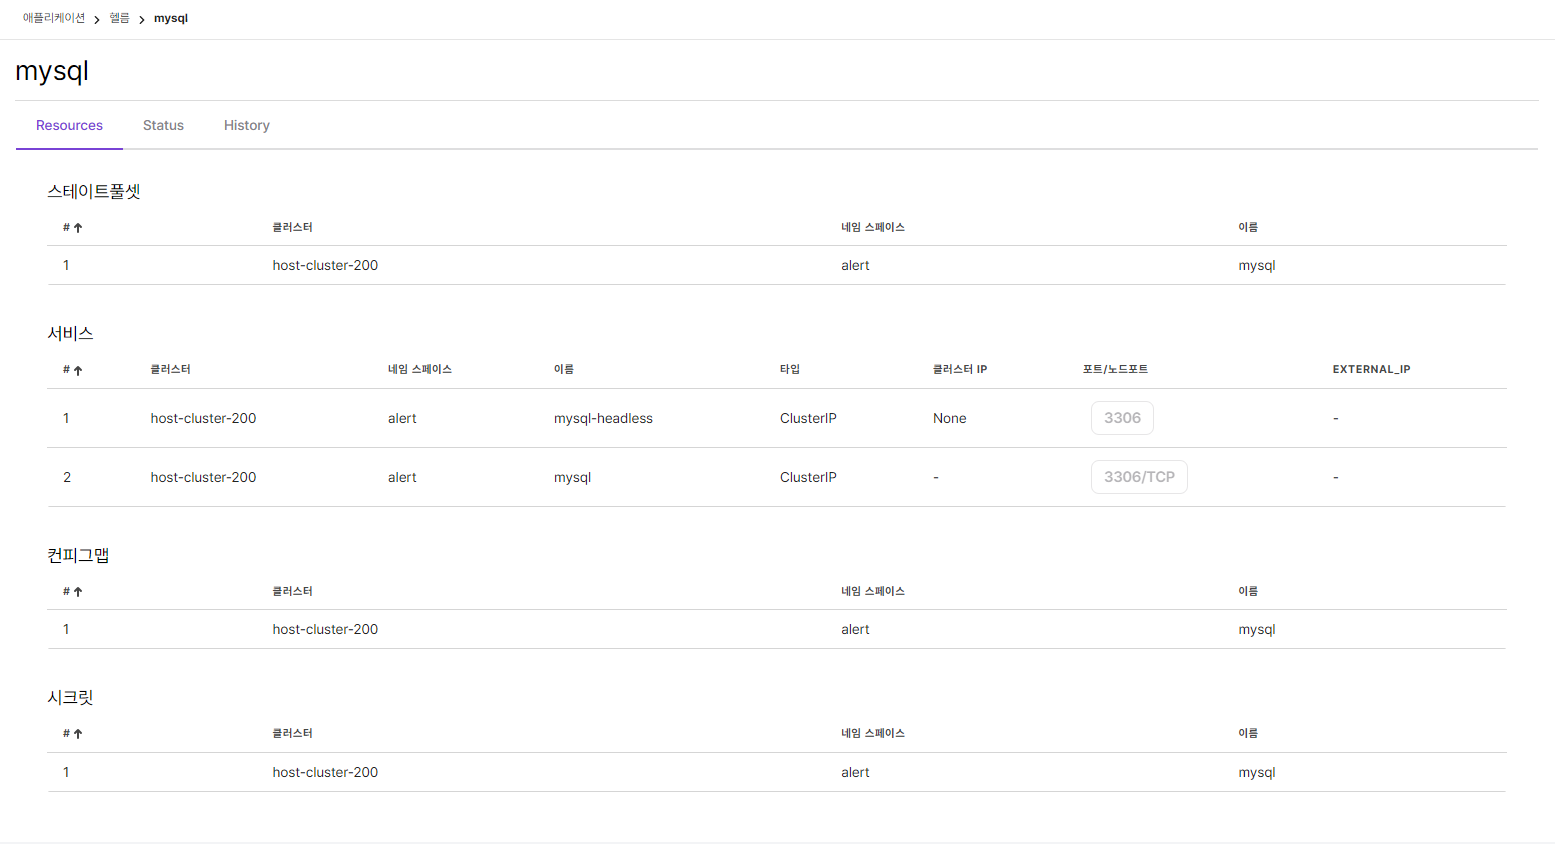 애플리케이션 > 헬름 > mysql
mysql
Resources Status History
스테이트풀셋
# 클러스터 네임 스페이스 이름
1 host-cluster-200 alert mysql
서비스
# 클러스터 네임 스페이스 이름 타입 클러스터 IP 포트/노드포트 EXTERNAL_IP
1 host-cluster-200 alert mysql-headless ClusterIP None 3306 -
2 host-cluster-200 alert mysql ClusterIP - 3306/TCP -
컨피그맵
# 클러스터 네임 스페이스 이름
1 host-cluster-200 alert mysql
시크릿
# 클러스터 네임 스페이스 이름
1 host-cluster-200 alert mysql